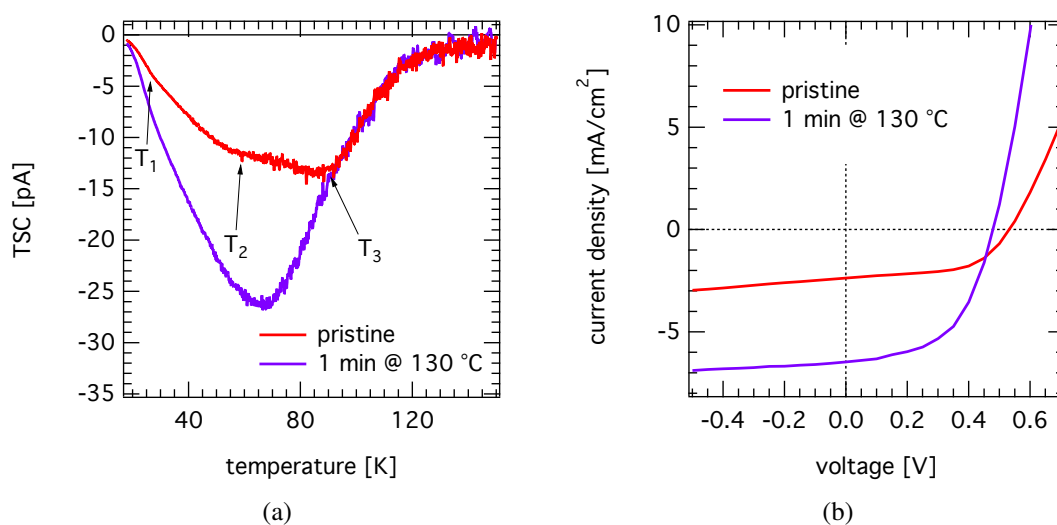 0
-5
-10
-15
-20
-25
-30
-35
TSC [pA]
T1
T2
T3
pristine
1 min @ 130 °C
40
80
120
temperature [K]
(a)
10
5
0
-5
current density [mA/cm2]
pristine
1 min @ 130 °C
-0.4
-0.2
0.0
0.2
0.4
0.6
voltage [V]
(b)